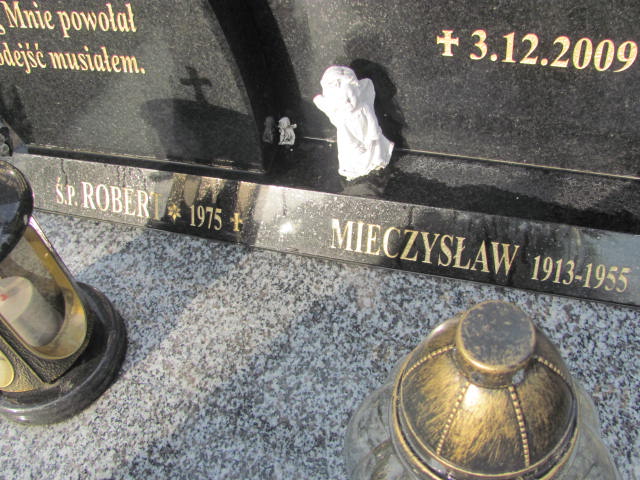 Mnie powołał
odejść musiałem.
✝ 3.12.2009
Ś.P. ROBERT * 1975 ✝
MIECZYSŁAW 1913-1955